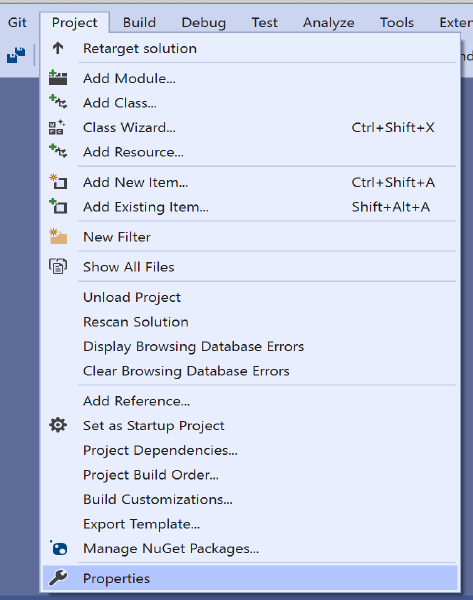 Git Project Build Debug Test Analyze Tools Exten
Retarget solution
Add Module...
Add Class...
Class Wizard... Ctrl+Shift+X
Add Resource...
Add New Item... Ctrl+Shift+A
Add Existing Item... Shift+Alt+A
New Filter
Show All Files
Unload Project
Rescan Solution
Display Browsing Database Errors
Clear Browsing Database Errors
Add Reference...
Set as Startup Project
Project Dependencies...
Project Build Order...
Build Customizations...
Export Template...
Manage NuGet Packages...
Properties